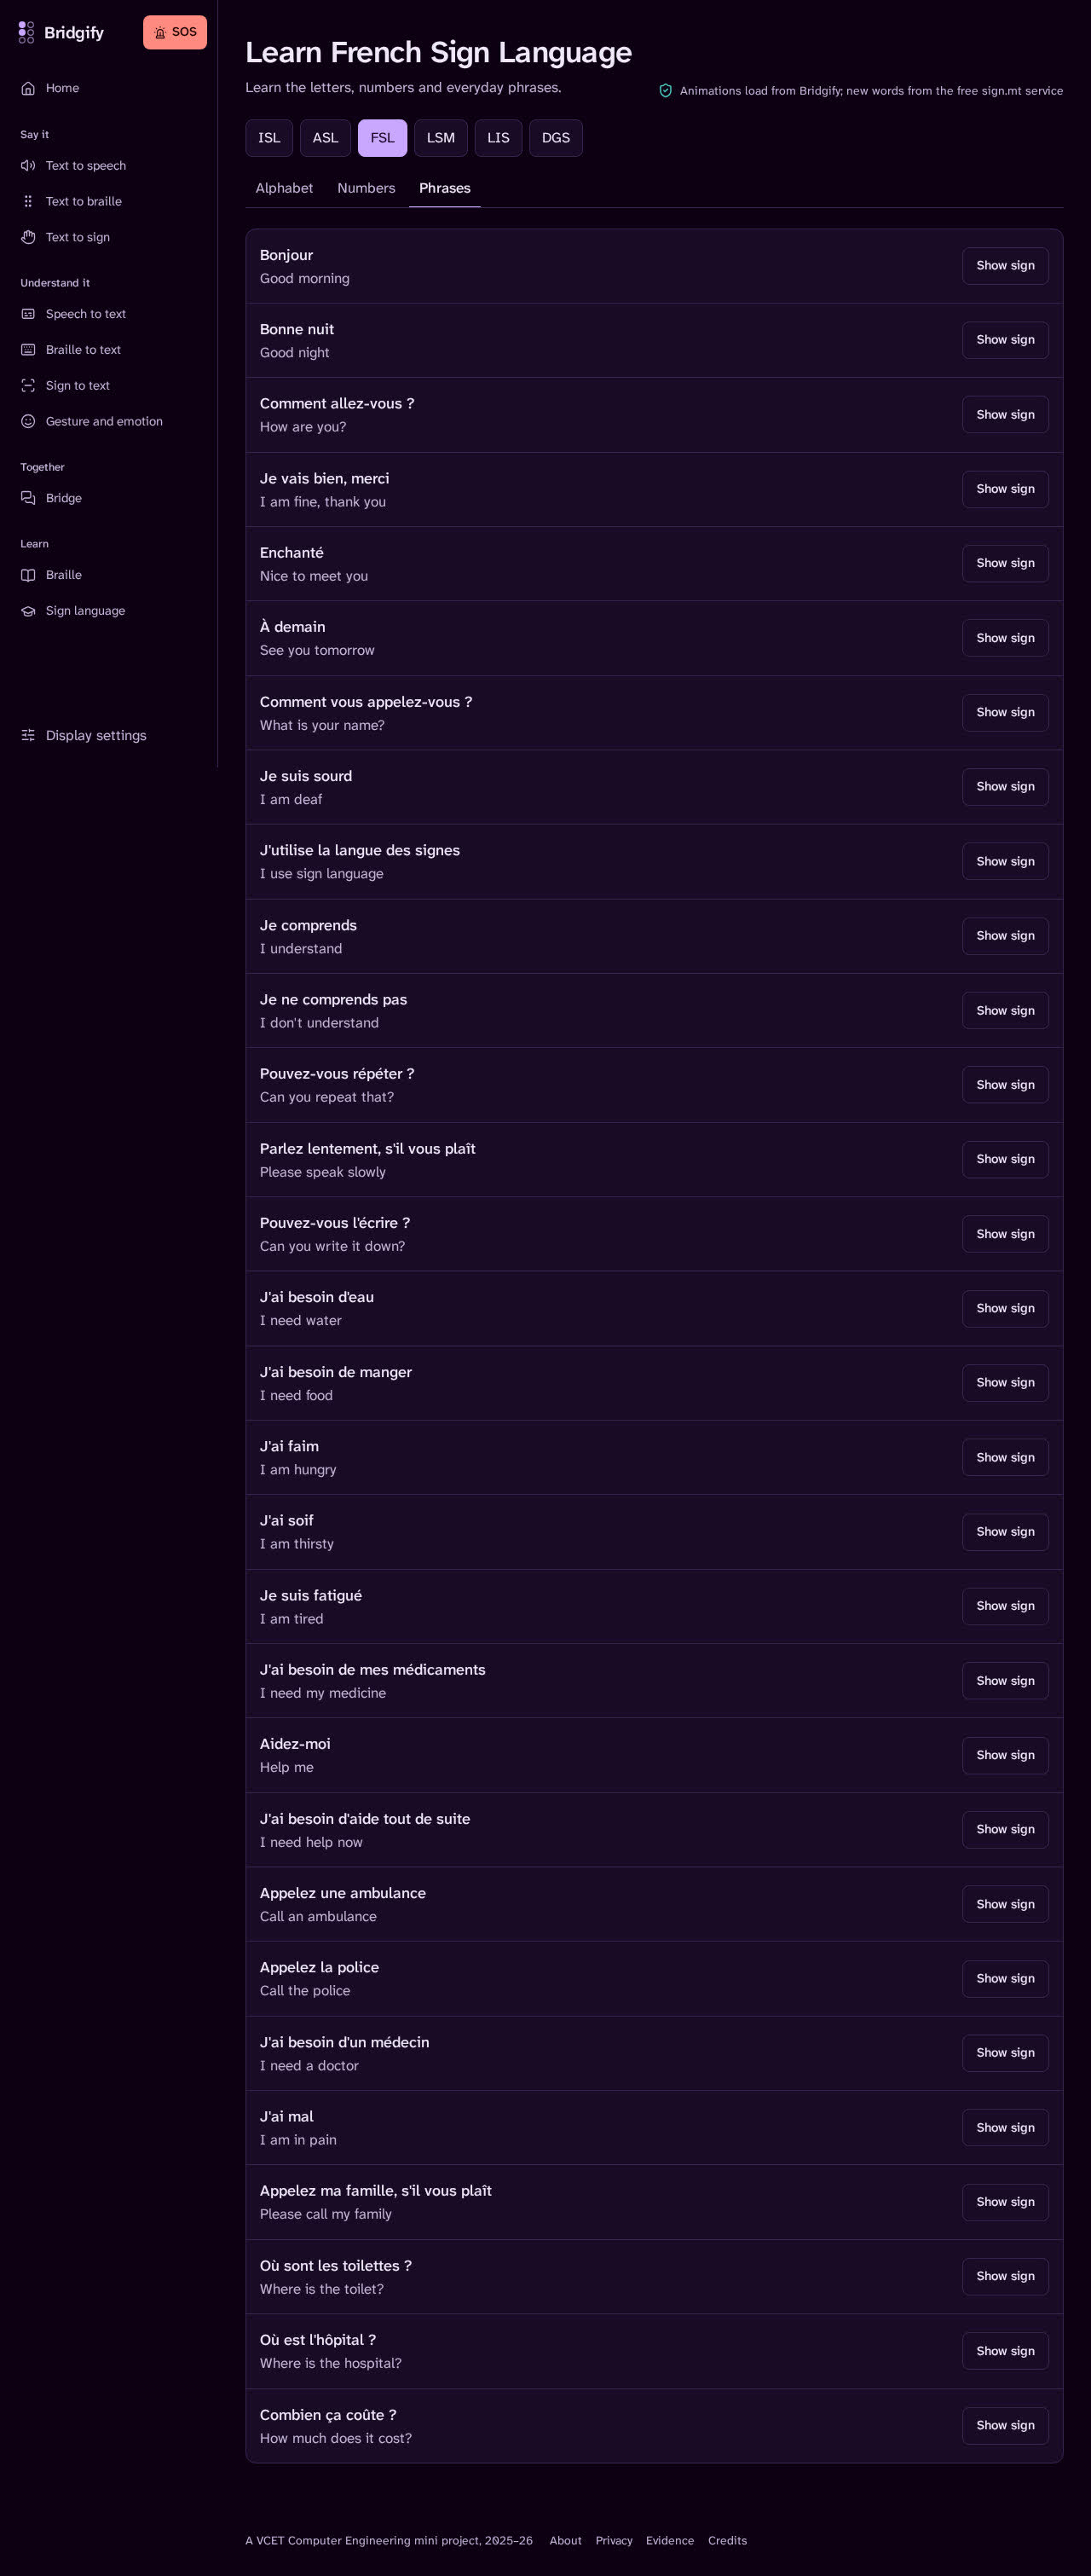 Bridgify
SOS
Home
Say it
Text to speech
Text to braille
Text to sign
Understand it
Speech to text
Braille to text
Sign to text
Gesture and emotion
Together
Bridge
Learn
Braille
Sign language
Display settings
Learn French Sign Language
Learn the letters, numbers and everyday phrases.
Animations load from Bridgify; new words from the free sign.mt service
ISL ASL FSL LSM LIS DGS
Alphabet Numbers Phrases
Bonjour
Good morning
Show sign
Bonne nuit
Good night
Show sign
Comment allez-vous ?
How are you?
Show sign
Je vais bien, merci
I am fine, thank you
Show sign
Enchanté
Nice to meet you
Show sign
À demain
See you tomorrow
Show sign
Comment vous appelez-vous ?
What is your name?
Show sign
Je suis sourd
I am deaf
Show sign
J'utilise la langue des signes
I use sign language
Show sign
Je comprends
I understand
Show sign
Je ne comprends pas
I don't understand
Show sign
Pouvez-vous répéter ?
Can you repeat that?
Show sign
Parlez lentement, s'il vous plaît
Please speak slowly
Show sign
Pouvez-vous l'écrire ?
Can you write it down?
Show sign
J'ai besoin d'eau
I need water
Show sign
J'ai besoin de manger
I need food
Show sign
J'ai faim
I am hungry
Show sign
J'ai soif
I am thirsty
Show sign
Je suis fatigué
I am tired
Show sign
J'ai besoin de mes médicaments
I need my medicine
Show sign
Aidez-moi
Help me
Show sign
J'ai besoin d'aide tout de suite
I need help now
Show sign
Appelez une ambulance
Call an ambulance
Show sign
Appelez la police
Call the police
Show sign
J'ai besoin d'un médecin
I need a doctor
Show sign
J'ai mal
I am in pain
Show sign
Appelez ma famille, s'il vous plaît
Please call my family
Show sign
Où sont les toilettes ?
Where is the toilet?
Show sign
Où est l'hôpital ?
Where is the hospital?
Show sign
Combien ça coûte ?
How much does it cost?
Show sign
A VCET Computer Engineering mini project, 2025–26 About Privacy Evidence Credits